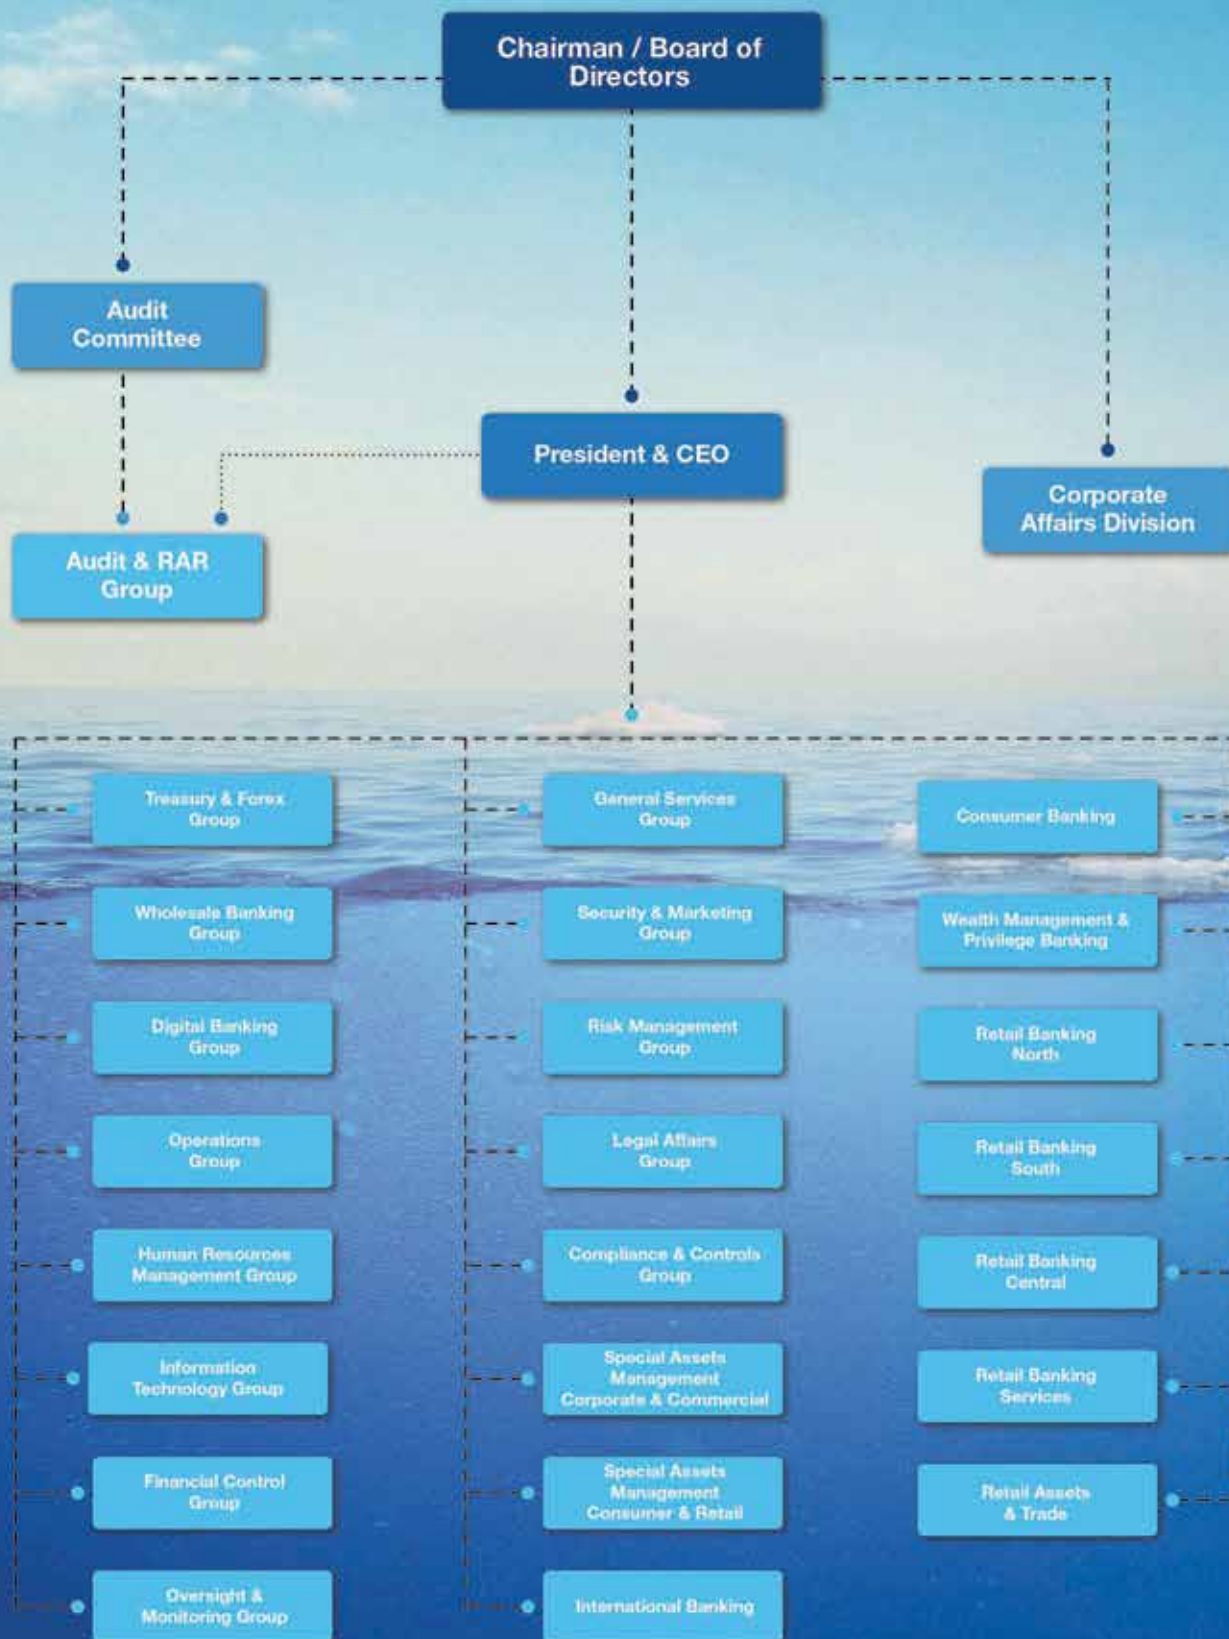 Chairman / Board of
Directors
Audit
Committee
President & CEO
Corporate
Affairs Division
Audit & RAR
Group
Treasury & Forex
Group
Wholesale Banking
Group
Digital Banking
Group
Operations
Group
Human Resources
Management Group
Information
Technology Group
Financial Control
Group
Oversight &
Monitoring Group
General Services
Group
Security & Marketing
Group
Risk Management
Group
Legal Affairs
Group
Compliance & Controls
Group
Special Assets
Management
Corporate & Commercial
Special Assets
Management
Consumer & Retail
International Banking
Consumer Banking
Wealth Management &
Privilege Banking
Retail Banking
North
Retail Banking
South
Retail Banking
Central
Retail Banking
Services
Retail Assets
& Trade